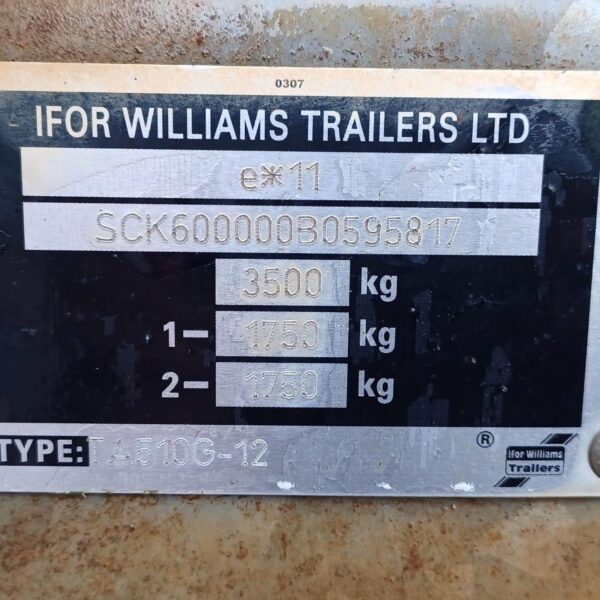 0307
IFOR WILLIAMS TRAILERS LTD
e*11
SCK600000B0595817
3500 kg
1- 1750 kg
2- 1750 kg
TYPE: TA510G-12 ®
Ifor Williams
Trailers